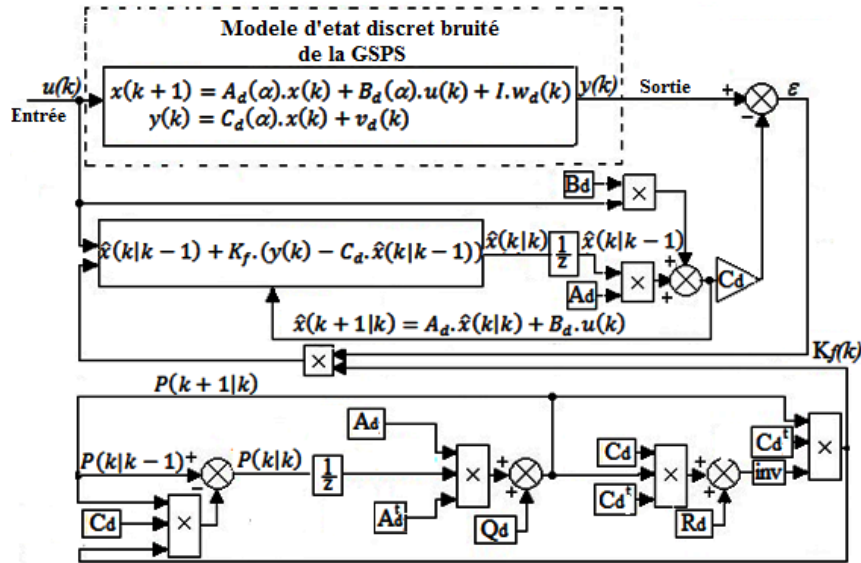 Modele d'etat discret bruité
de la GSPS
u(k)
Entrée
x(k + 1) = A_d(α).x(k) + B_d(α).u(k) + I.w_d(k)
y(k) = C_d(α).x(k) + v_d(k)
y(k)
Sortie
+
−
ε
Bd
×
x̂(k|k − 1) + K_f.(y(k) − C_d.x̂(k|k − 1))
x̂(k|k)
1/z
x̂(k|k − 1)
Ad
×
+
+
Cd
x̂(k + 1|k) = A_d.x̂(k|k) + B_d.u(k)
×
Kf(k)
P(k + 1|k)
P(k|k − 1)
+
−
P(k|k)
1/z
Ad
×
Ad^t
+
+
Qd
Cd
×
Cd^t
+
+
Rd
inv
Cd^t
×
Cd
×